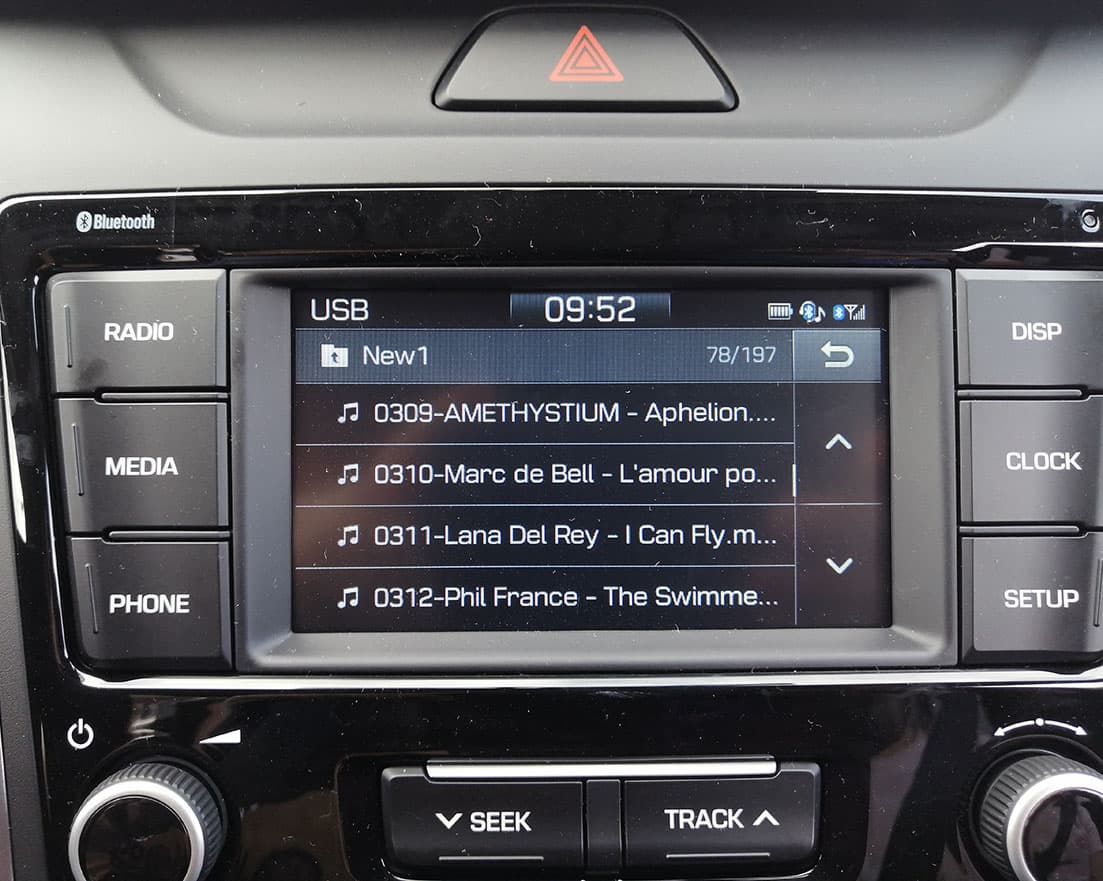 Bluetooth
RADIO
MEDIA
PHONE
USB
09:52
New1
78/197
0309-AMETHYSTIUM - Aphelion....
0310-Marc de Bell - L'amour po...
0311-Lana Del Rey - I Can Fly.m...
0312-Phil France - The Swimme...
DISP
CLOCK
SETUP
SEEK
TRACK